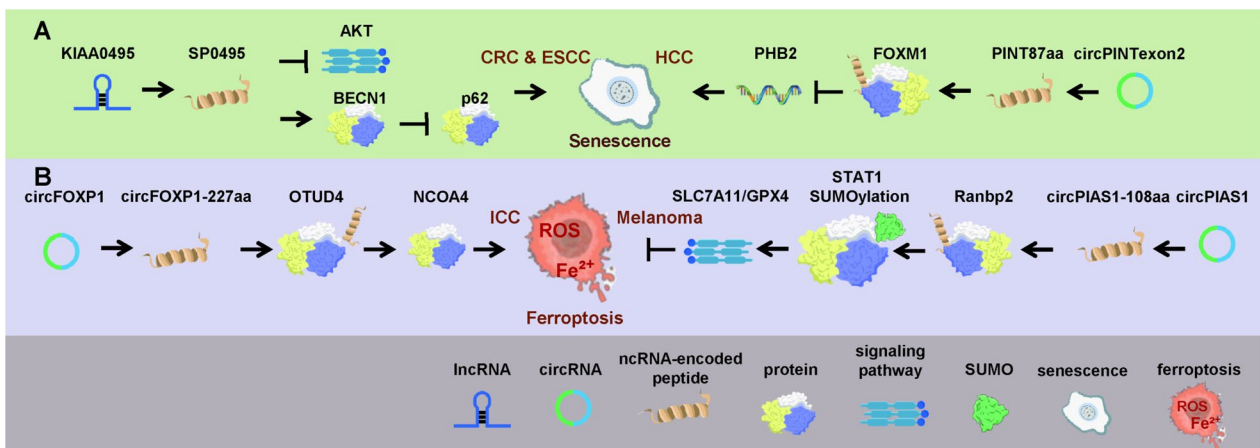 A
KIAA0495
SP0495
AKT
BECN1
p62
CRC & ESCC
HCC
Senescence
PHB2
FOXM1
PINT87aa
circPINTexon2
B
circFOXP1
circFOXP1-227aa
OTUD4
NCOA4
ICC
ROS
Fe²⁺
Melanoma
Ferroptosis
SLC7A11/GPX4
STAT1
SUMOylation
Ranbp2
circPIAS1-108aa
circPIAS1
lncRNA
circRNA
ncRNA-encoded
peptide
protein
signaling
pathway
SUMO
senescence
ferroptosis
ROS
Fe²⁺